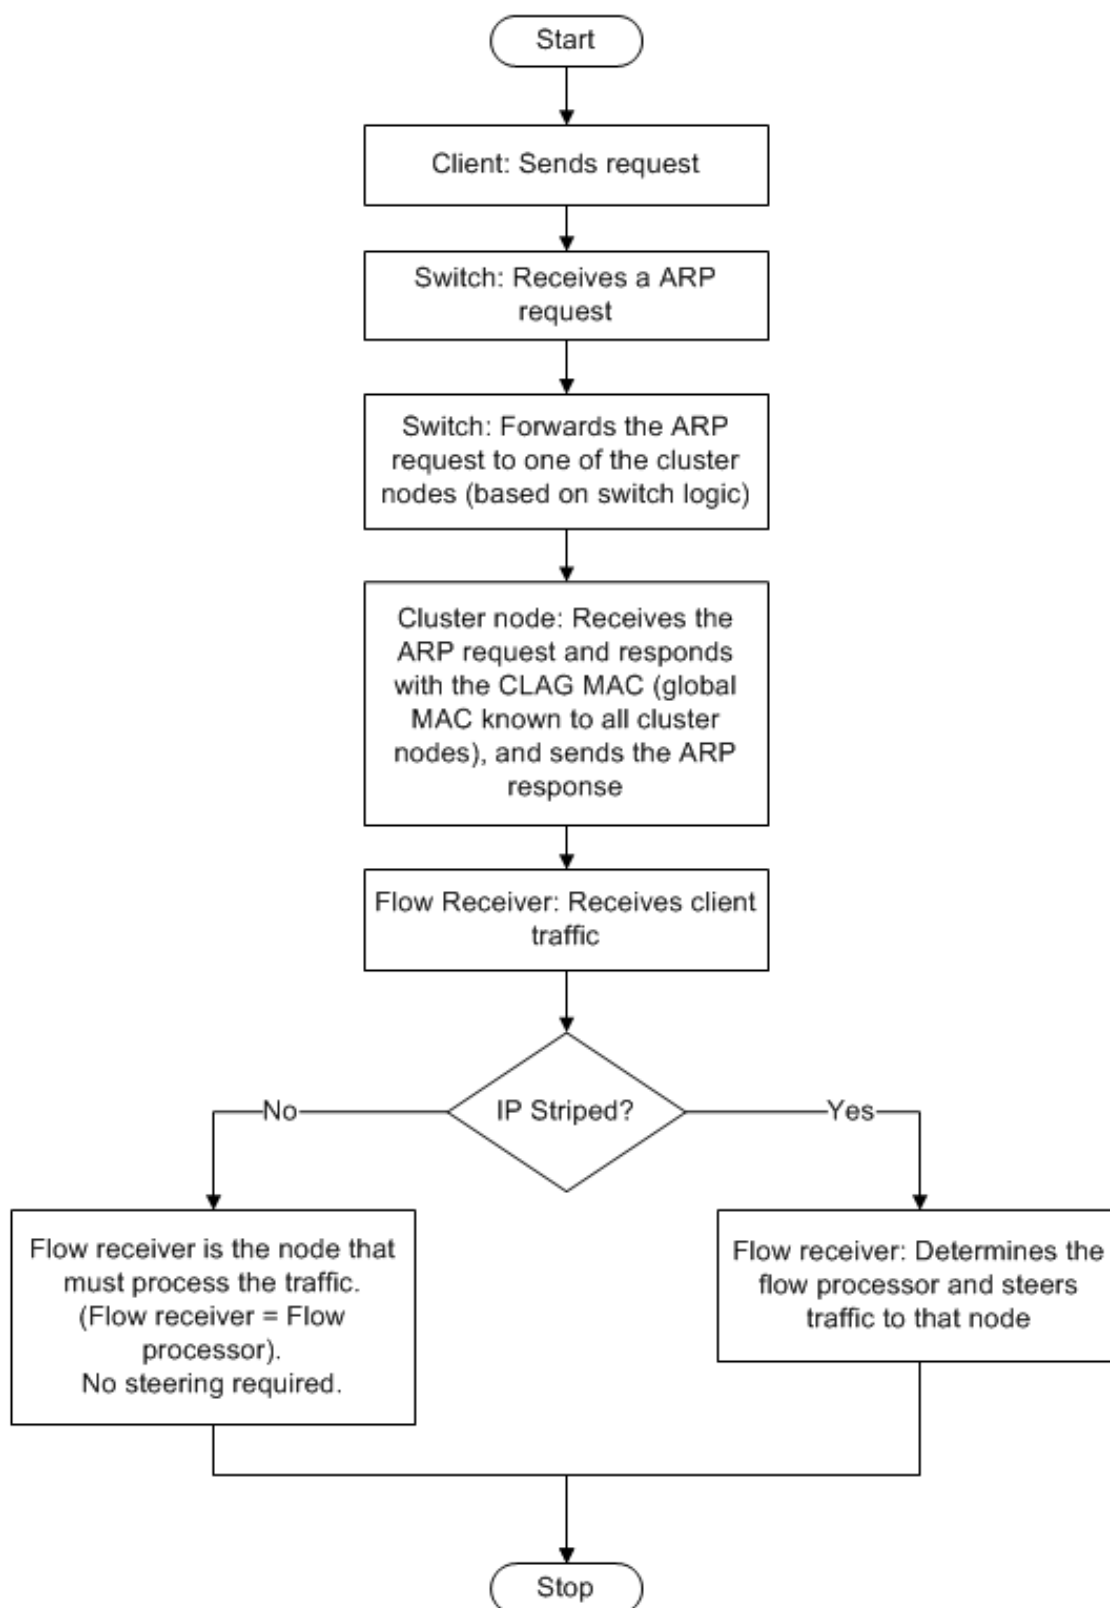 Start
Client: Sends request
Switch: Receives a ARP
request
Switch: Forwards the ARP
request to one of the cluster
nodes (based on switch logic)
Cluster node: Receives the
ARP request and responds
with the CLAG MAC (global
MAC known to all cluster
nodes), and sends the ARP
response
Flow Receiver: Receives client
traffic
IP Striped?
No
Yes
Flow receiver is the node that
must process the traffic.
(Flow receiver = Flow
processor).
No steering required.
Flow receiver: Determines the
flow processor and steers
traffic to that node
Stop